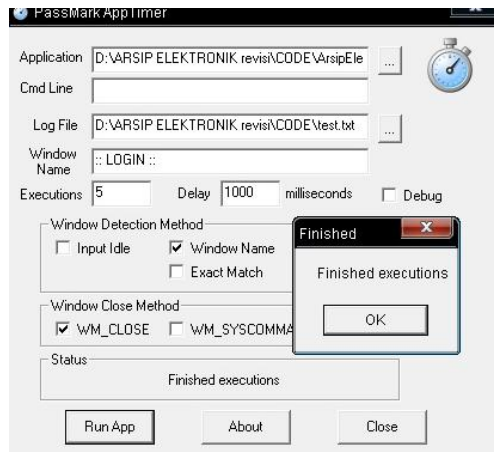 PassMark AppTimer
Application D:\ARSIP ELEKTRONIK revisi\CODE\ArsipEle ...
Cmd Line
Log File D:\ARSIP ELEKTRONIK revisi\CODE\test.txt ...
Window Name :: LOGIN ::
Executions 5 Delay 1000 milliseconds Debug
Window Detection Method
Input Idle Window Name
Exact Match
Finished
Finished executions
OK
Window Close Method
WM_CLOSE WM_SYSCOMMA
Status
Finished executions
Run App About Close